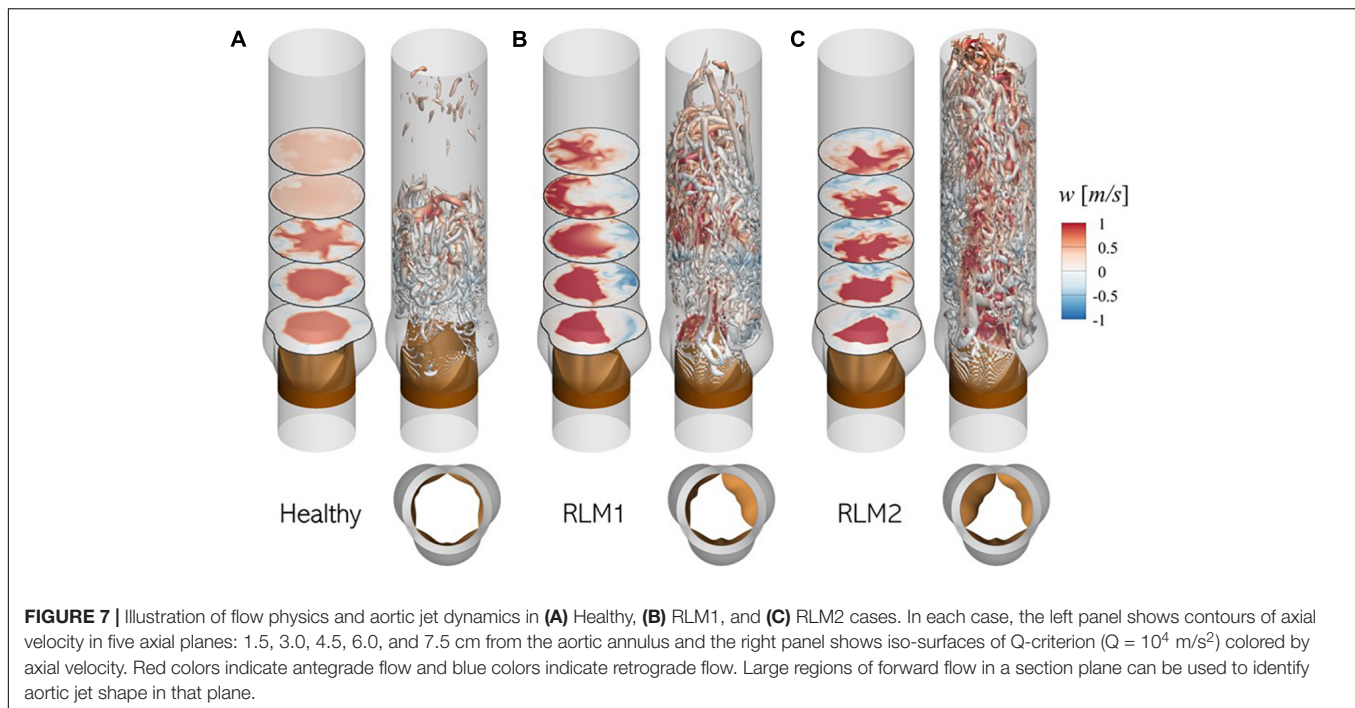 A
B
C
w [m/s]
1
0.5
0
-0.5
-1
Healthy
RLM1
RLM2
FIGURE 7 | Illustration of flow physics and aortic jet dynamics in (A) Healthy, (B) RLM1, and (C) RLM2 cases. In each case, the left panel shows contours of axial
velocity in five axial planes: 1.5, 3.0, 4.5, 6.0, and 7.5 cm from the aortic annulus and the right panel shows iso-surfaces of Q-criterion (Q = 10⁴ m/s²) colored by
axial velocity. Red colors indicate antegrade flow and blue colors indicate retrograde flow. Large regions of forward flow in a section plane can be used to identify
aortic jet shape in that plane.